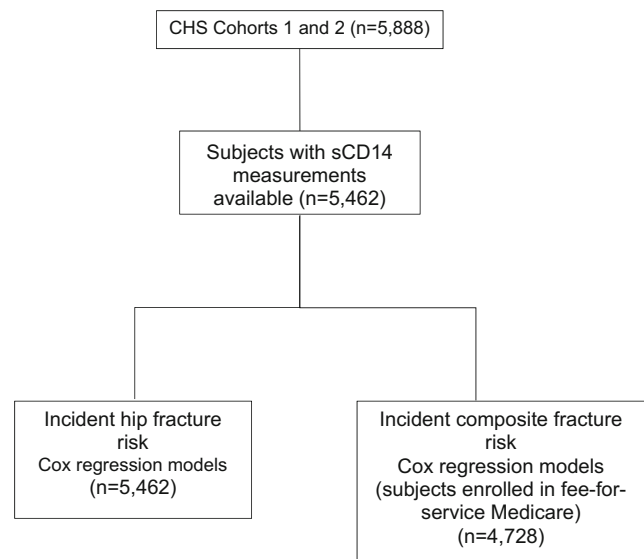 CHS Cohorts 1 and 2 (n=5,888)
Subjects with sCD14
measurements
available (n=5,462)
Incident hip fracture
risk
Cox regression models
(n=5,462)
Incident composite fracture
risk
Cox regression models
(subjects enrolled in fee-for-
service Medicare)
(n=4,728)